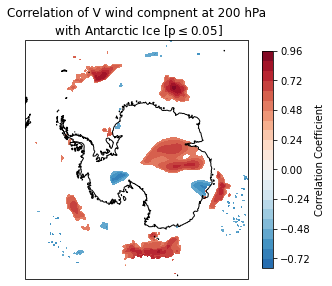 Correlation of V wind compnent at 200 hPa
with Antarctic Ice [p ≤ 0.05]
0.96
0.72
0.48
0.24
0.00
−0.24
−0.48
−0.72
Correlation Coefficient